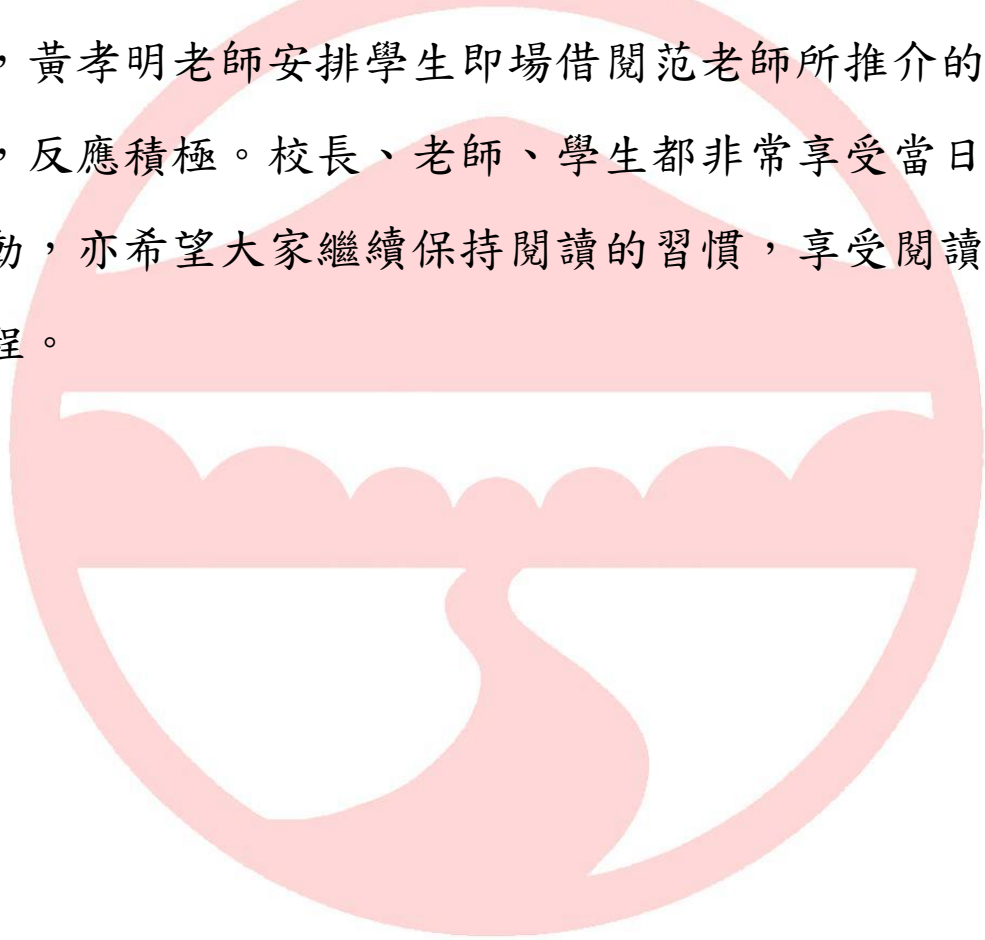 ，黃孝明老師安排學生即場借閱范老師所推介的
，反應積極。校長、老師、學生都非常享受當日
動，亦希望大家繼續保持閱讀的習慣，享受閱讀
程。